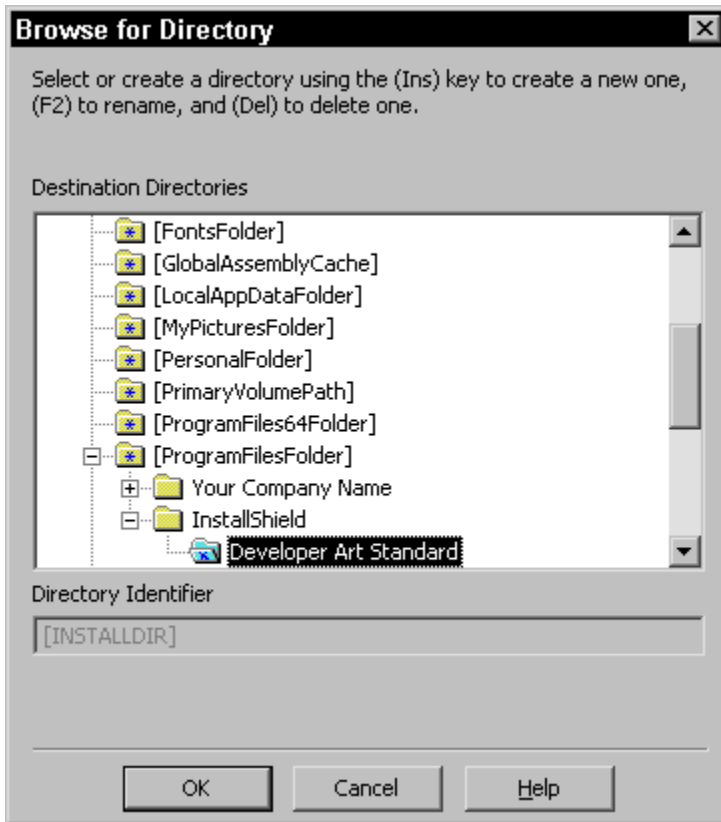 Browse for Directory
Select or create a directory using the (Ins) key to create a new one,
(F2) to rename, and (Del) to delete one.
Destination Directories
[FontsFolder]
[GlobalAssemblyCache]
[LocalAppDataFolder]
[MyPicturesFolder]
[PersonalFolder]
[PrimaryVolumePath]
[ProgramFiles64Folder]
[ProgramFilesFolder]
Your Company Name
InstallShield
Developer Art Standard
Directory Identifier
[INSTALLDIR]
OK
Cancel
Help